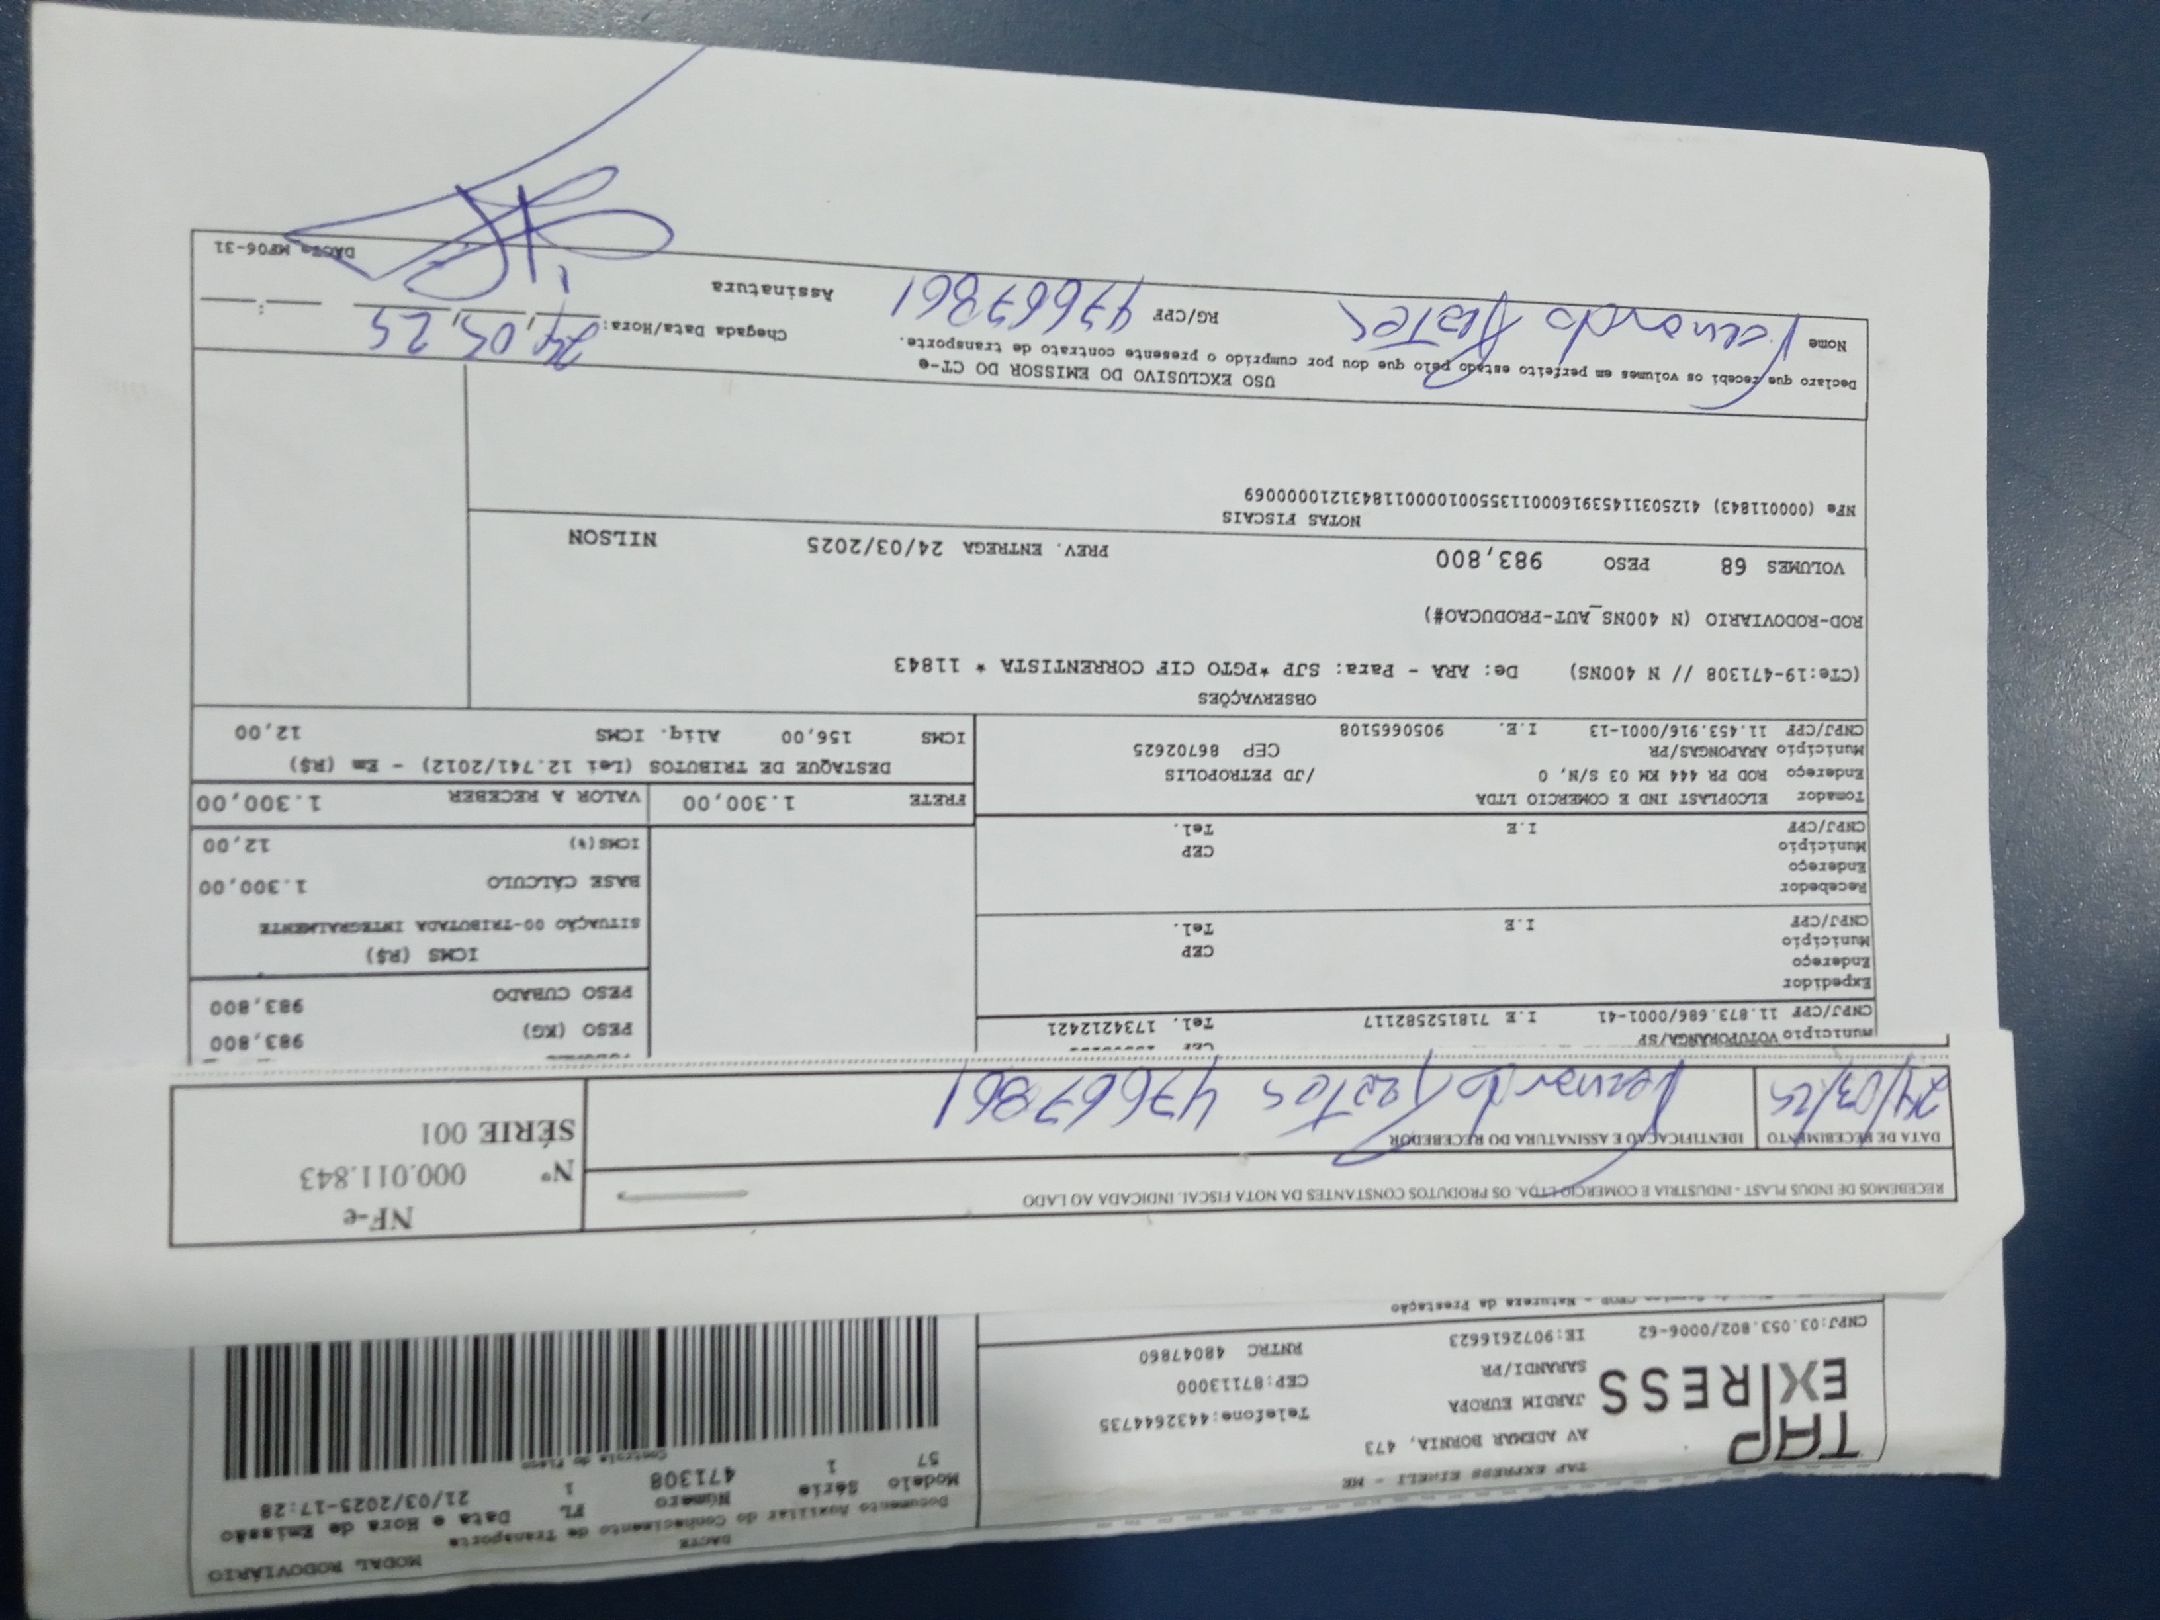 MODAL RODOVIÁRIO
DACTE
Documento Auxiliar do Conhecimento de Transporte
Modelo Série Número FL Data e Hora de Emissão
57 1 471308 1 21/03/2025-17:28
Controle do Fisco
TAP EXPRESS
TAP EXPRESS EIRELI - ME
AV ADEMAR BORNIA, 473
JARDIM EUROPA Telefone:4432644735
SARANDI/PR CEP:87113000
CNPJ:03.053.802/0006-62 IE:9072616623 RNTRC 48047860
Natureza da Prestação
RECEBEMOS DE INDUS PLAST - INDUSTRIA E COMERCIO LTDA. OS PRODUTOS CONSTANTES DA NOTA FISCAL INDICADA AO LADO
DATA DE RECEBIMENTO
24/03/25
IDENTIFICAÇÃO E ASSINATURA DO RECEBEDOR
47667861
NF-e
Nº 000.011.843
SÉRIE 001
Município VOTUPORANGA/SP CEP
CNPJ/CPF 11.873.686/0001-41 I.E 718152582117 Tel. 1734212421
Expedidor
Endereço
Município CEP
CNPJ/CPF I.E Tel.
Recebedor
Endereço
Município CEP
CNPJ/CPF I.E Tel.
Tomador ELCOPLAST IND E COMERCIO LTDA
Endereço ROD PR 444 KM 03 S/N, 0 /JD PETROPOLIS
Município ARAPONGAS/PR CEP 86702625
CNPJ/CPF 11.453.916/0001-13 I.E. 9050665108
PESO (KG) 983,800
PESO CUBADO 983,800
ICMS (R$)
SITUAÇÃO 00-TRIBUTADA INTEGRALMENTE
BASE CÁLCULO 1.300,00
ICMS(%) 12,00
FRETE 1.300,00 VALOR A RECEBER 1.300,00
DESTAQUE DE TRIBUTOS (Lei 12.741/2012) - Em (R$)
ICMS 156,00 Aliq. ICMS 12,00
OBSERVAÇÕES
(CTe:19-471308 // N 400NS) De: ARA - Para: SJP *PGTO CIF CORRENTISTA * 11843
ROD-RODOVIARIO (N 400NS_AUT-PRODUCAO#)
VOLUMES 68 PESO 983,800 PREV. ENTREGA 24/03/2025 NILSON
NOTAS FISCAIS
NFe (000011843) 41250311453916000113550010000118431210000069
USO EXCLUSIVO DO EMISSOR DO CT-e
Declaro que recebi os volumes em perfeito estado pelo que dou por cumprido o presente contrato de transporte.
Nome RG/CPF 47667861 Assinatura
Chegada Data/Hora: 24,03,25
DACTe_MF06-31